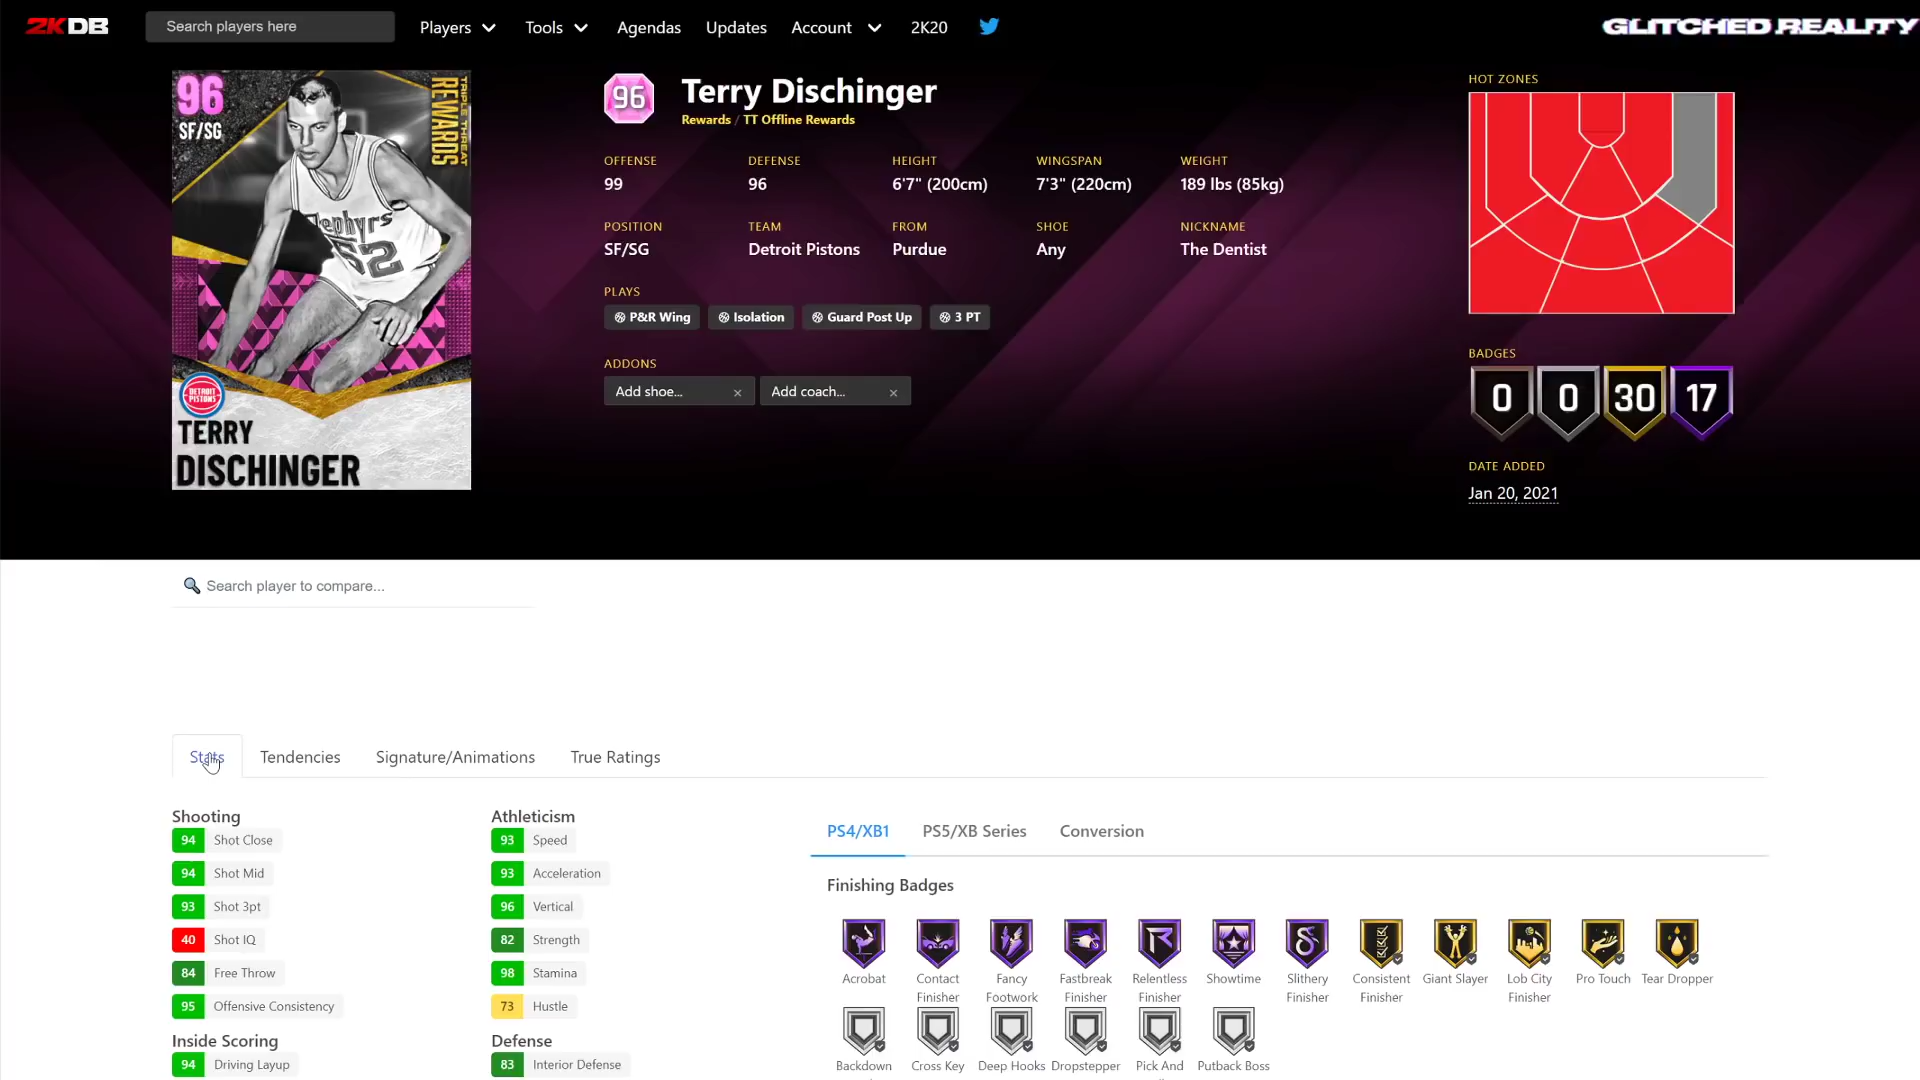 2KDB
Search players here
Players
Tools
Agendas
Updates
Account
2K20
GLITCHED REALITY
96
SF/SG
TRIPLE THREAT
REWARDS
Zephyrs
52
DETROIT
PISTONS
TERRY
DISCHINGER
96
Terry Dischinger
Rewards / TT Offline Rewards
OFFENSE
99
DEFENSE
96
HEIGHT
6'7" (200cm)
WINGSPAN
7'3" (220cm)
WEIGHT
189 lbs (85kg)
POSITION
SF/SG
TEAM
Detroit Pistons
FROM
Purdue
SHOE
Any
NICKNAME
The Dentist
PLAYS
P&R Wing
Isolation
Guard Post Up
3 PT
ADDONS
Add shoe... ×
Add coach... ×
HOT ZONES
BADGES
0
0
30
17
DATE ADDED
Jan 20, 2021
Search player to compare...
Stats
Tendencies
Signature/Animations
True Ratings
Shooting
94 Shot Close
94 Shot Mid
93 Shot 3pt
40 Shot IQ
84 Free Throw
95 Offensive Consistency
Inside Scoring
94 Driving Layup
Athleticism
93 Speed
93 Acceleration
96 Vertical
82 Strength
98 Stamina
73 Hustle
Defense
83 Interior Defense
PS4/XB1
PS5/XB Series
Conversion
Finishing Badges
Acrobat
Contact
Finisher
Fancy
Footwork
Fastbreak
Finisher
Relentless
Finisher
Showtime
Slithery
Finisher
Consistent
Finisher
Giant Slayer
Lob City
Finisher
Pro Touch
Tear Dropper
Backdown
Cross Key
Deep Hooks
Dropstepper
Pick And
Putback Boss